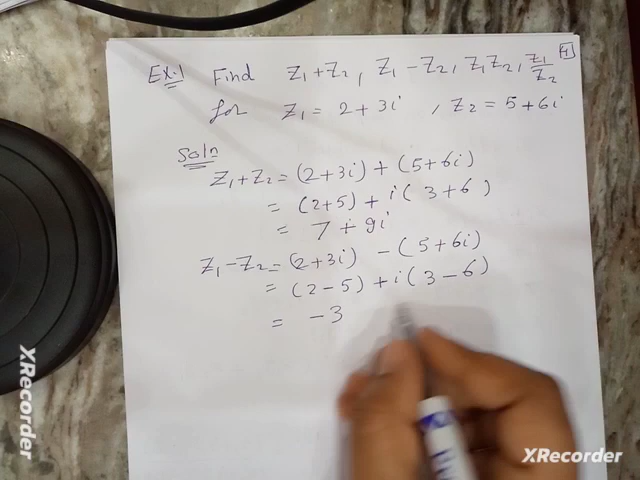 Ex.1 Find Z1+Z2, Z1-Z2, Z1Z2, Z1/Z2
for Z1 = 2+3i, Z2 = 5+6i
Soln
Z1+Z2 = (2+3i) + (5+6i)
= (2+5) + i(3+6)
= 7+9i
Z1-Z2 = (2+3i) - (5+6i)
= (2-5) + i(3-6)
= -3
XRecorder
XRecorder